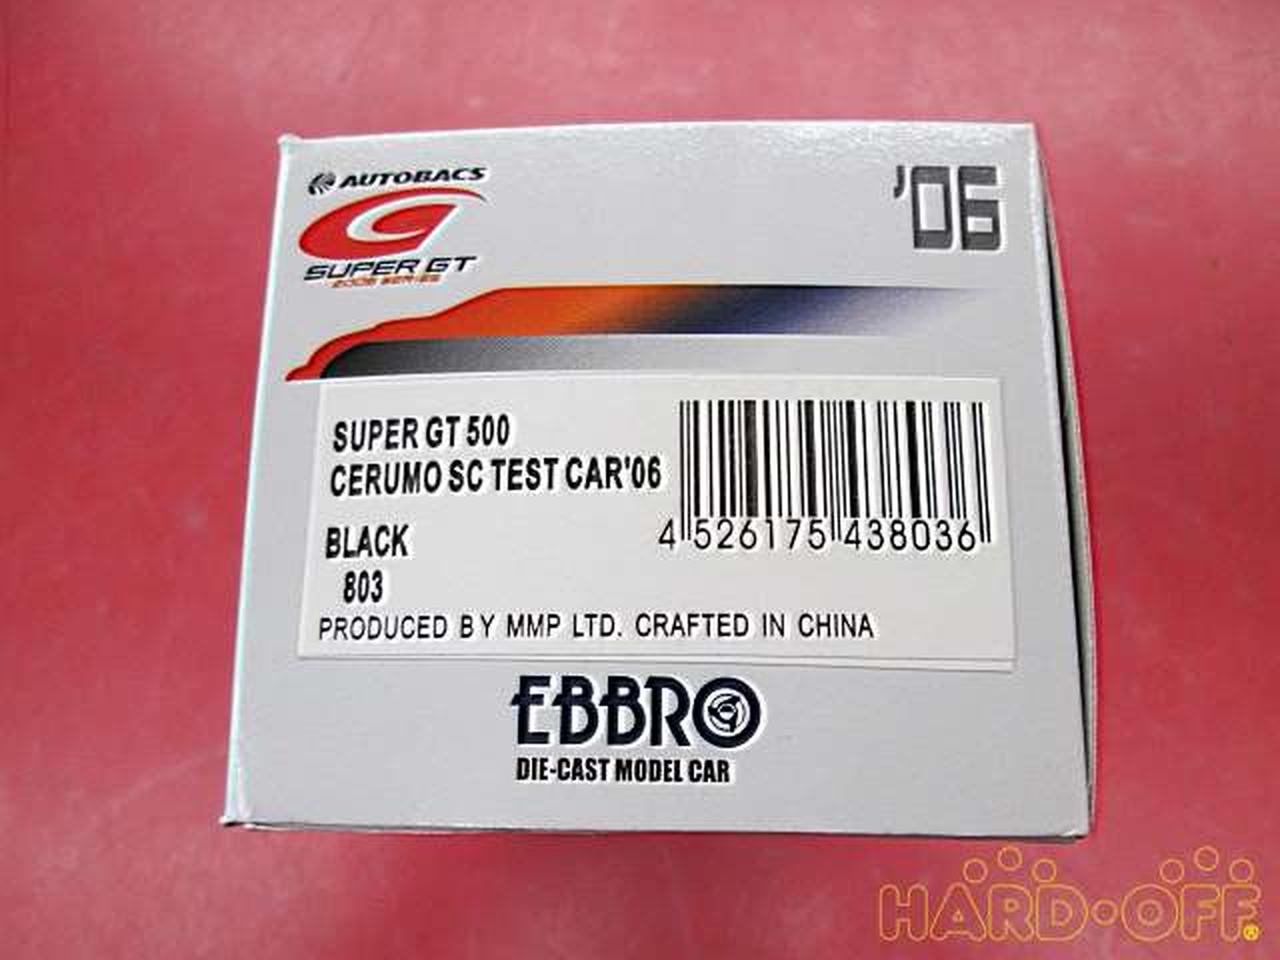 AUTOBACS
'06
SUPER GT
2006 SERIES
SUPER GT 500
CERUMO SC TEST CAR'06
BLACK
803
4 526175 438036
PRODUCED BY MMP LTD. CRAFTED IN CHINA
EBBRO
DIE-CAST MODEL CAR
HARD・OFF®